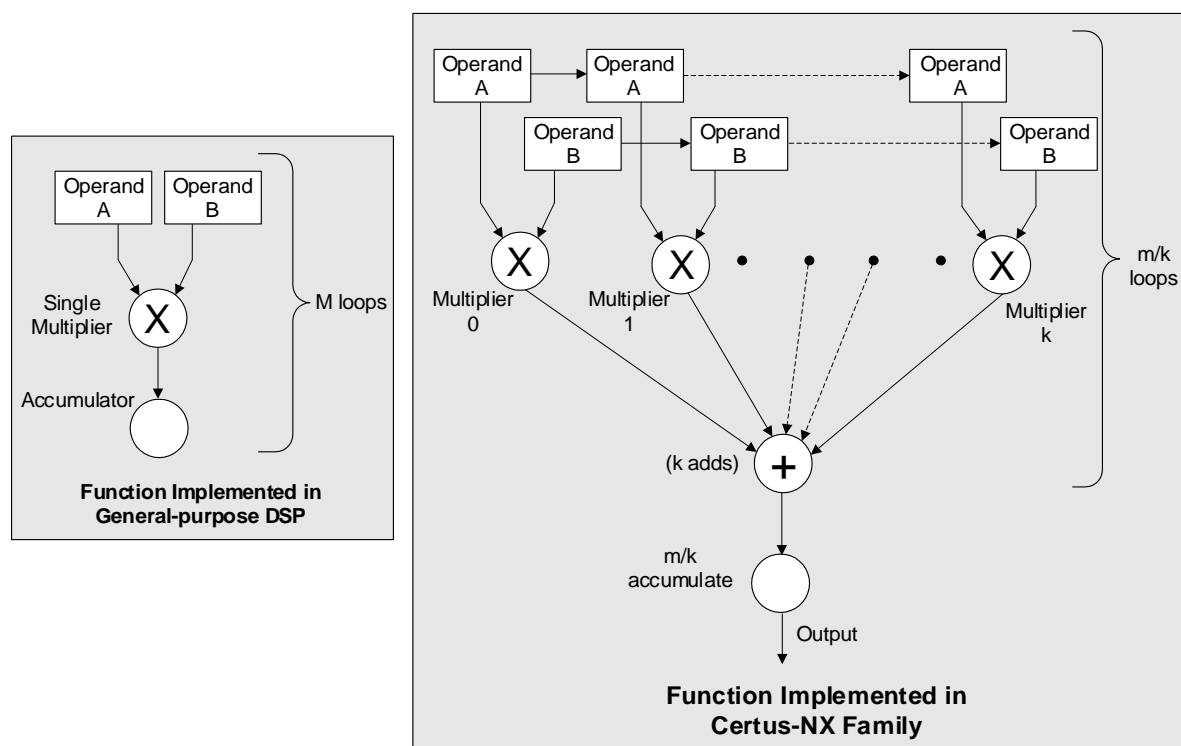 Operand
A
Operand
B
Single
Multiplier
X
M loops
Accumulator
Function Implemented in
General-purpose DSP
Operand
A
Operand
A
Operand
A
Operand
B
Operand
B
Operand
B
X
X
X
Multiplier
0
Multiplier
1
Multiplier
k
m/k
loops
(k adds)
+
m/k
accumulate
Output
Function Implemented in
Certus-NX Family